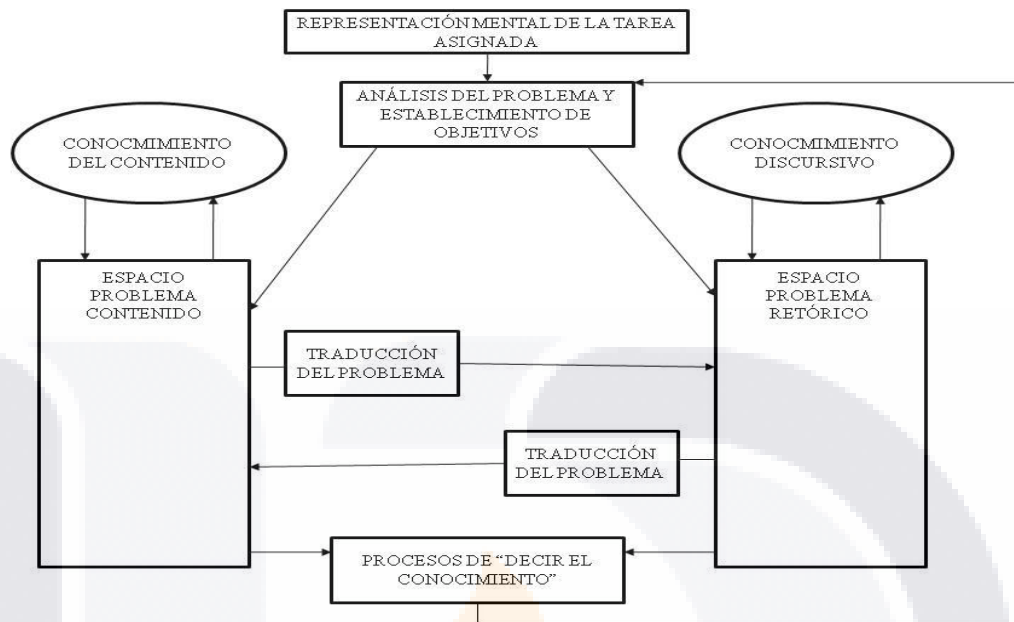 REPRESENTACIÓN MENTAL DE LA TAREA
ASIGNADA
ANÁLISIS DEL PROBLEMA Y
ESTABLECIMIENTO DE
OBJETIVOS
CONOCMIMIENTO
DEL CONTENIDO
CONOCMIMIENTO
DISCURSIVO
ESPACIO
PROBLEMA
CONTENIDO
ESPACIO
PROBLEMA
RETÓRICO
TRADUCCIÓN
DEL PROBLEMA
TRADUCCIÓN
DEL PROBLEMA
PROCESOS DE “DECIR EL
CONOCIMIENTO”